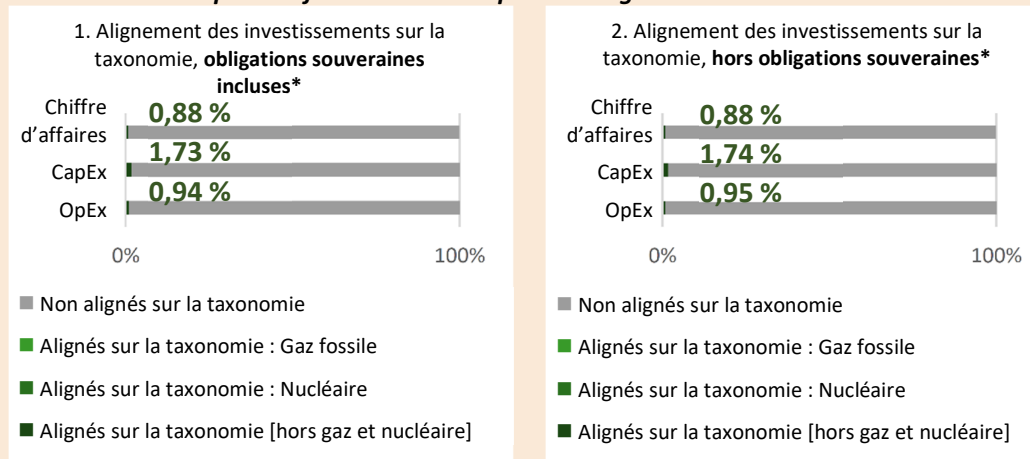 1. Alignement des investissements sur la
taxonomie, obligations souveraines
incluses*
Chiffre
d'affaires
0,88 %
CapEx
1,73 %
OpEx
0,94 %
0%
100%
Non alignés sur la taxonomie
Alignés sur la taxonomie : Gaz fossile
Alignés sur la taxonomie : Nucléaire
Alignés sur la taxonomie [hors gaz et nucléaire]
2. Alignement des investissements sur la
taxonomie, hors obligations souveraines*
Chiffre
d'affaires
0,88 %
CapEx
1,74 %
OpEx
0,95 %
0%
100%
Non alignés sur la taxonomie
Alignés sur la taxonomie : Gaz fossile
Alignés sur la taxonomie : Nucléaire
Alignés sur la taxonomie [hors gaz et nucléaire]